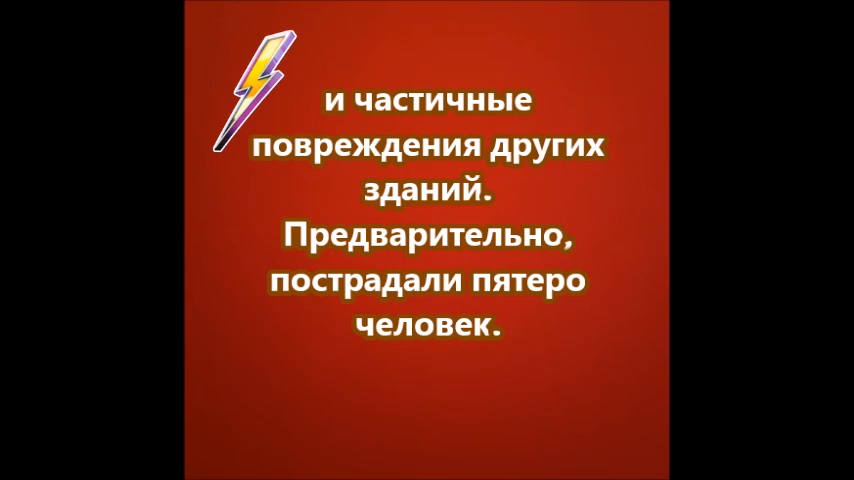 и частичные
повреждения других
зданий.
Предварительно,
пострадали пятеро
человек.